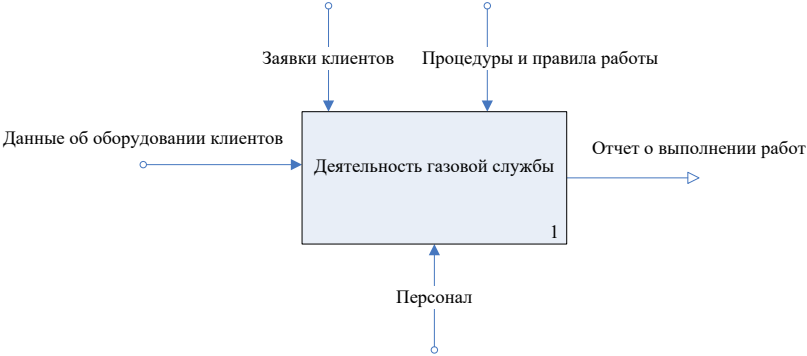 Заявки клиентов
Процедуры и правила работы
Данные об оборудовании клиентов
Отчет о выполнении работ
Деятельность газовой службы
1
Персонал